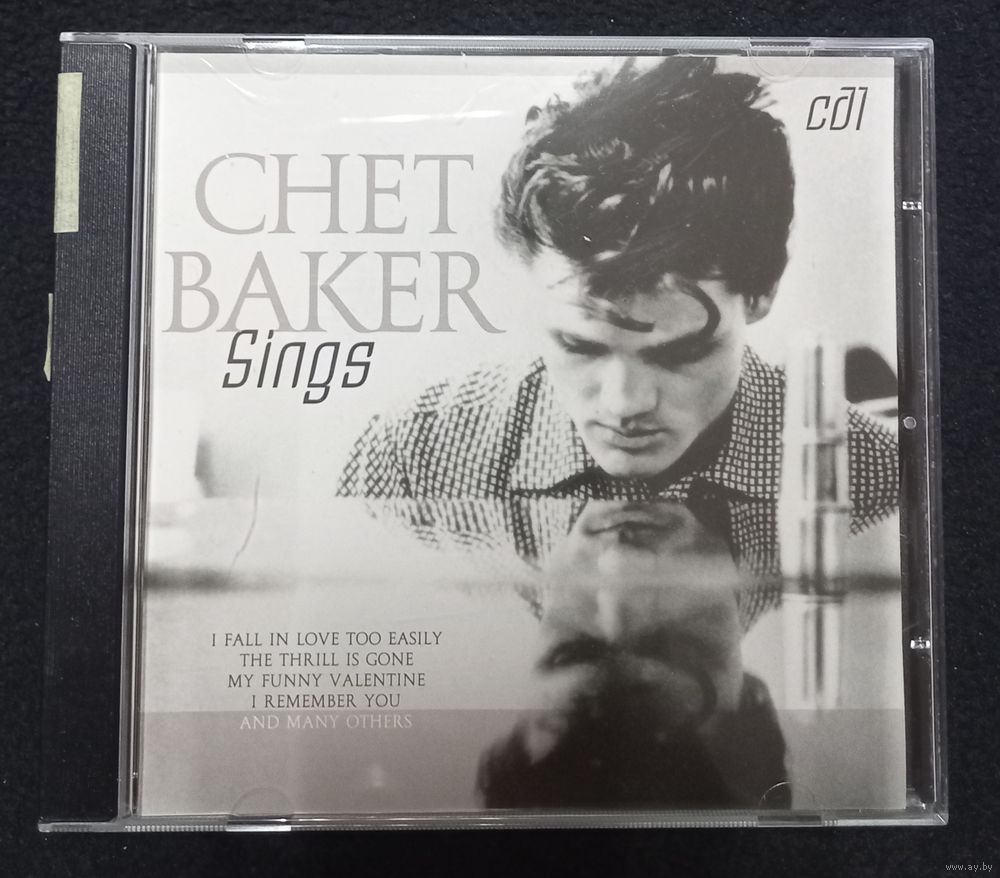 cd1
CHET
BAKER
Sings
I FALL IN LOVE TOO EASILY
THE THRILL IS GONE
MY FUNNY VALENTINE
I REMEMBER YOU
AND MANY OTHERS
www.ay.by